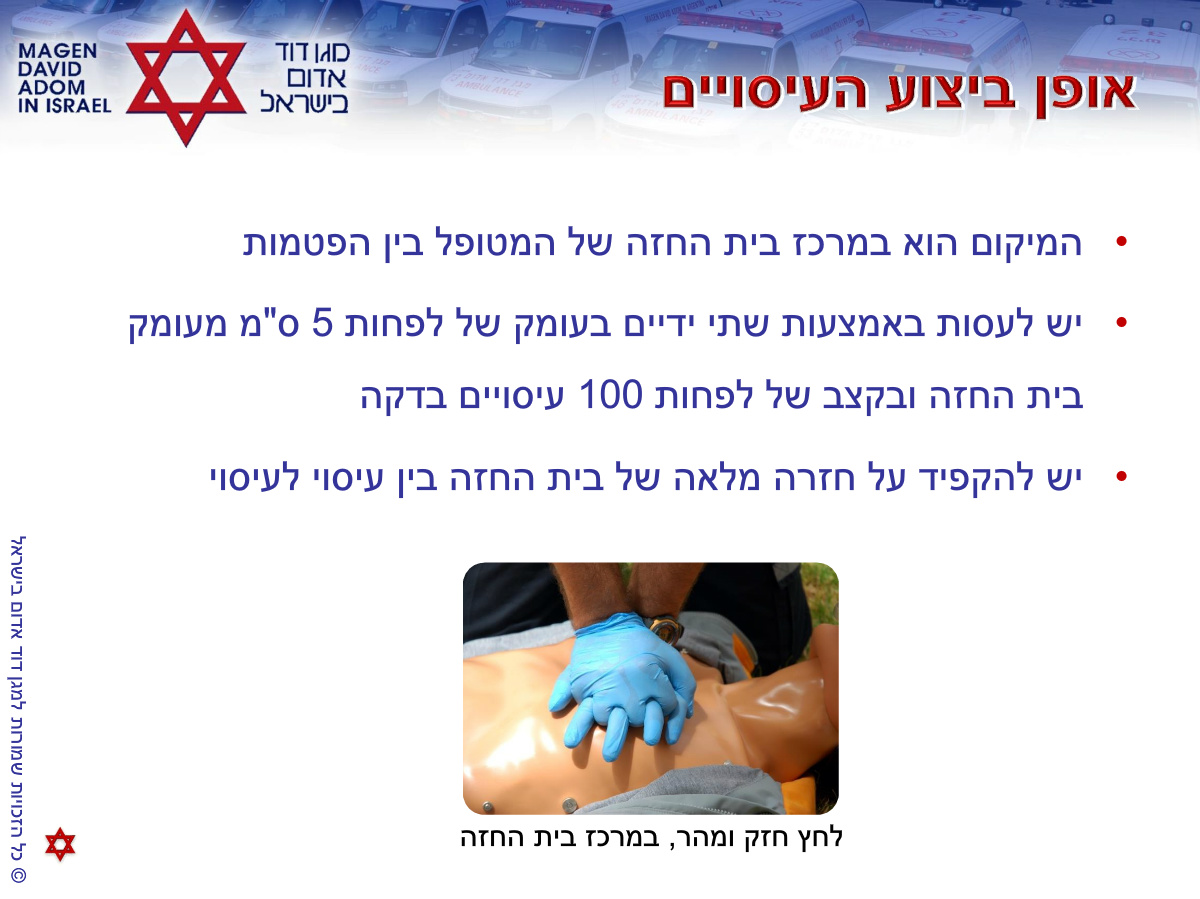 MAGEN
DAVID
ADOM
IN ISRAEL
מגן דוד
אדום
בישראל
אופן ביצוע העיסויים
• המיקום הוא במרכז בית החזה של המטופל בין הפטמות
• יש לעסות באמצעות שתי ידיים בעומק של לפחות 5 ס"מ מעומק
בית החזה ובקצב של לפחות 100 עיסויים בדקה
• יש להקפיד על חזרה מלאה של בית החזה בין עיסוי לעיסוי
לחץ חזק ומהר, במרכז בית החזה
© כל הזכויות שמורות למגן דוד אדום בישראל